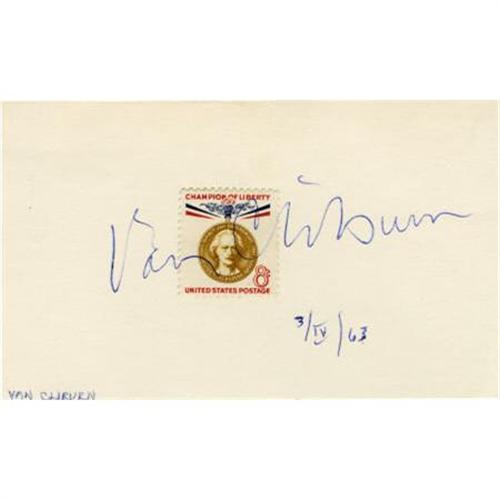 CHAMPION OF LIBERTY
Van Cliburn
8¢
UNITED STATES POSTAGE
3/IV/63
VAN CLIBURN